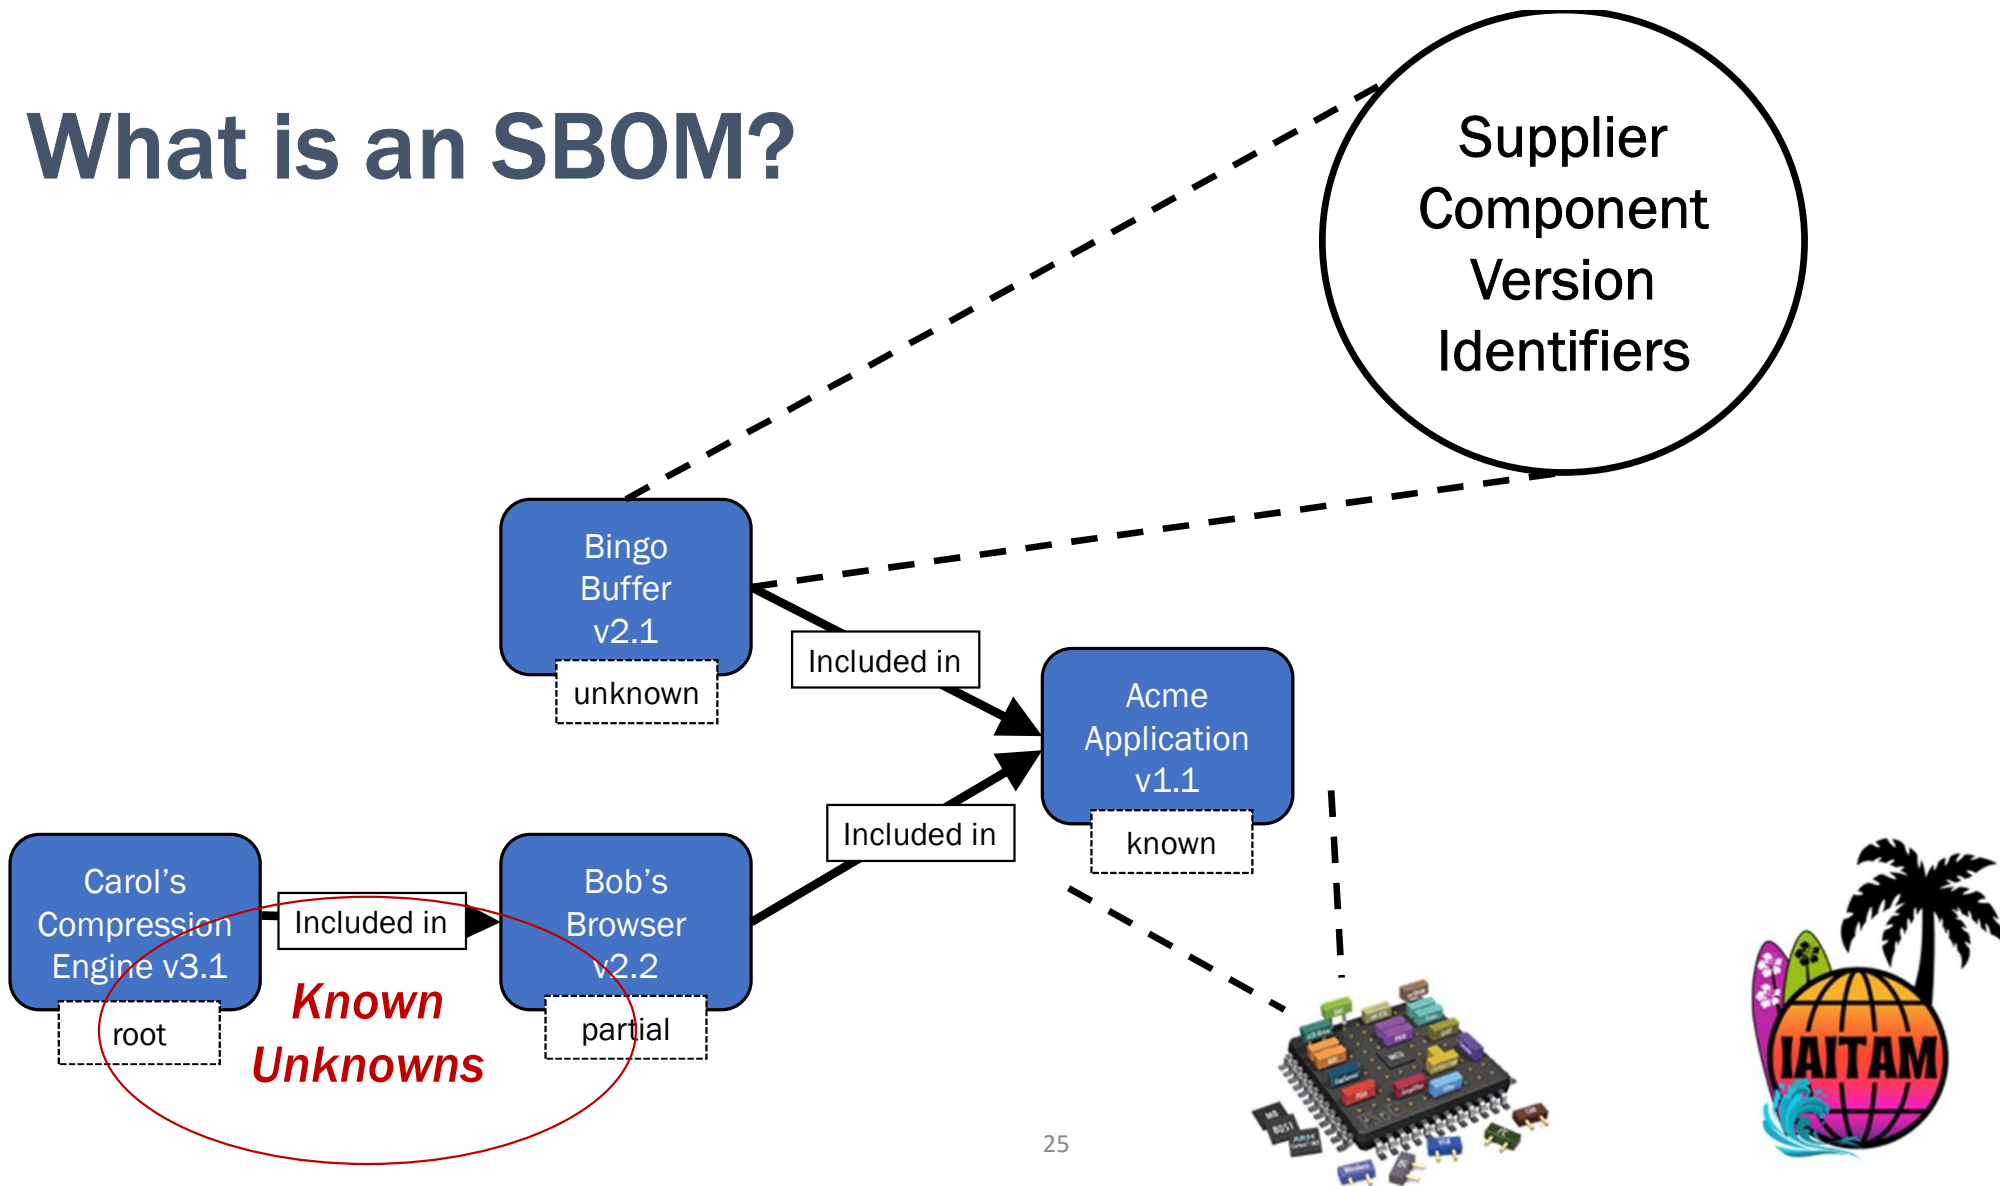 What is an SBOM?
Supplier
Component
Version
Identifiers
Bingo
Buffer
v2.1
unknown
Included in
Acme
Application
v1.1
known
Included in
Carol’s
Compression
Engine v3.1
root
Included in
Bob’s
Browser
v2.2
partial
Known
Unknowns
8051
ARM
IAITAM
25